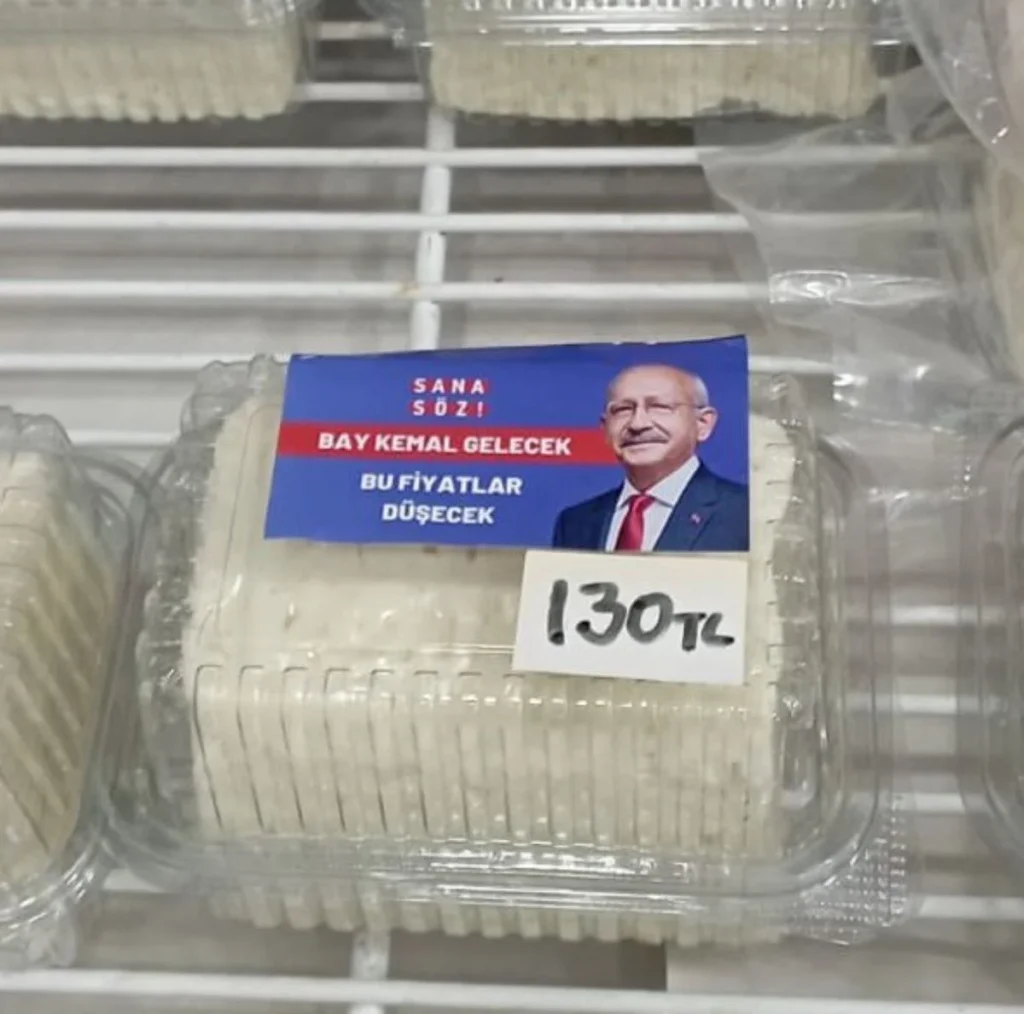 SANA
SÖZ!
BAY KEMAL GELECEK
BU FİYATLAR
DÜŞECEK
130TL